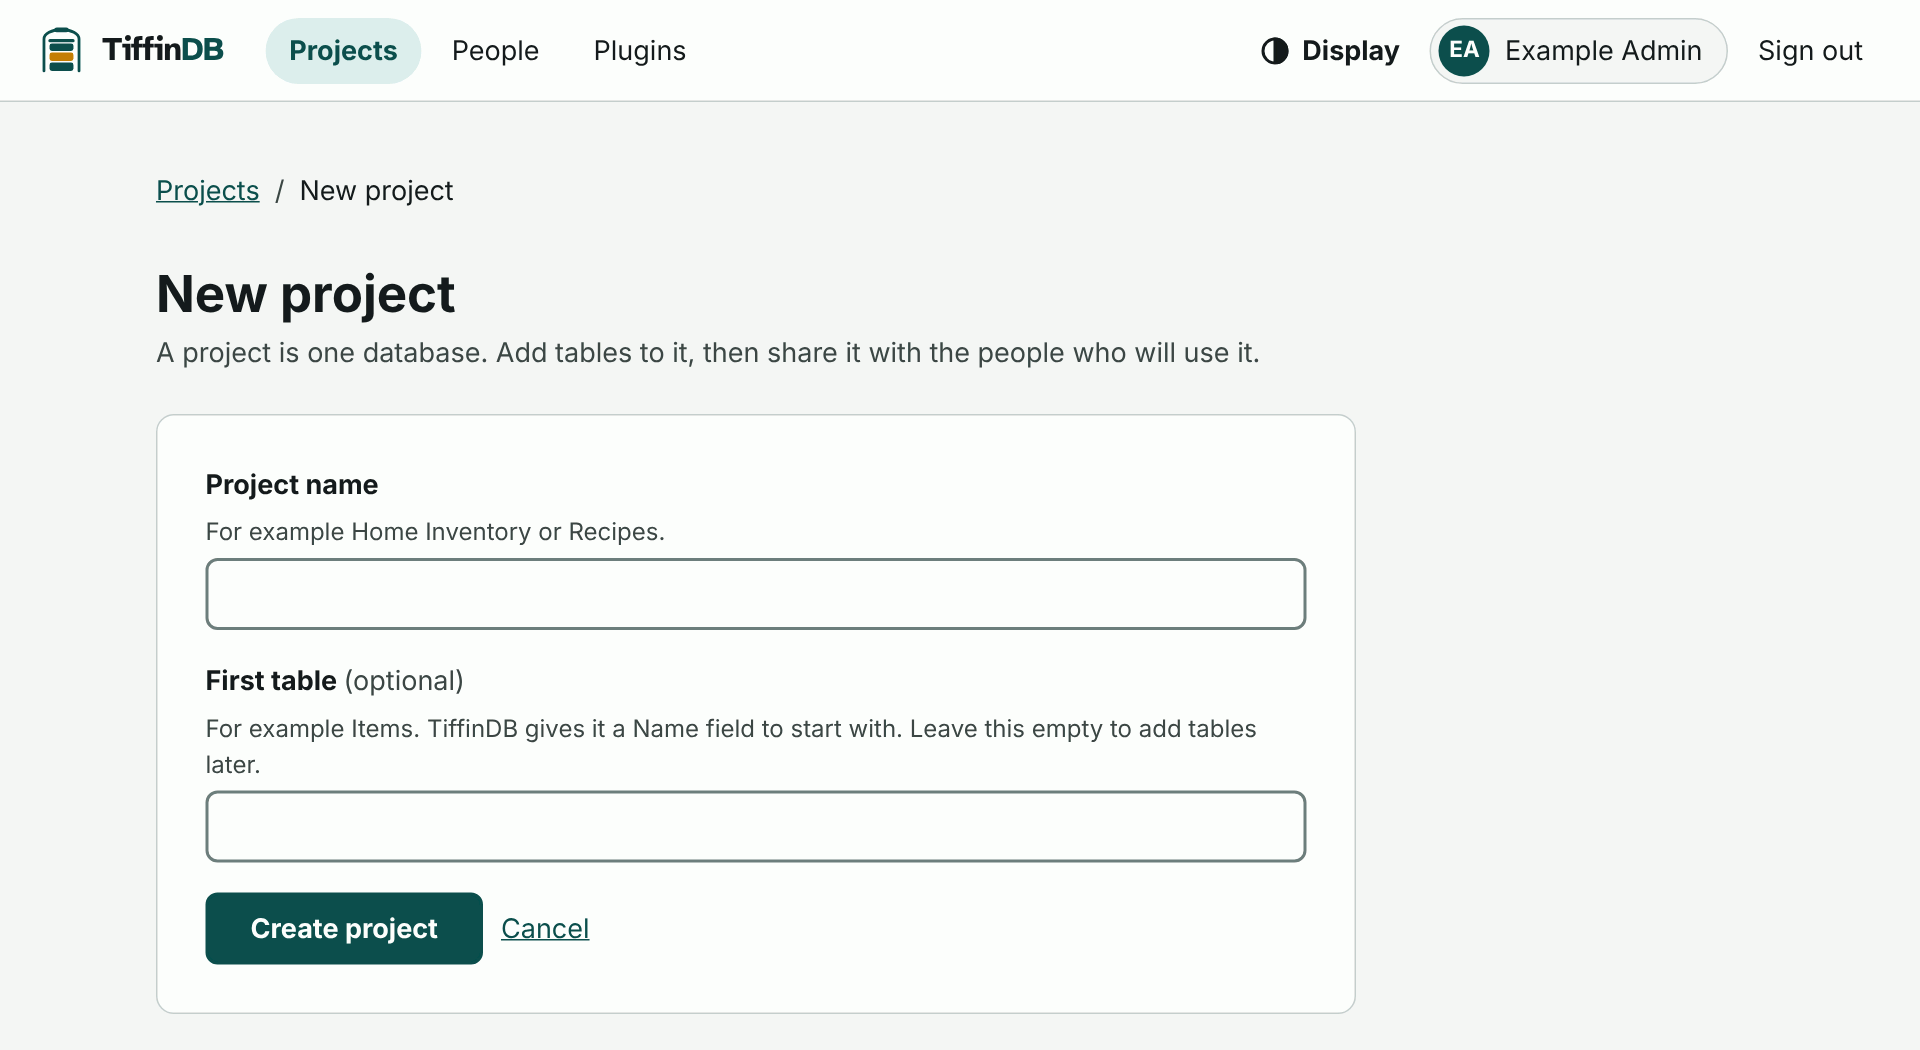 TiffinDB
Projects
People
Plugins
Display
EA
Example Admin
Sign out
Projects / New project
New project
A project is one database. Add tables to it, then share it with the people who will use it.
Project name
For example Home Inventory or Recipes.
First table (optional)
For example Items. TiffinDB gives it a Name field to start with. Leave this empty to add tables
later.
Create project
Cancel